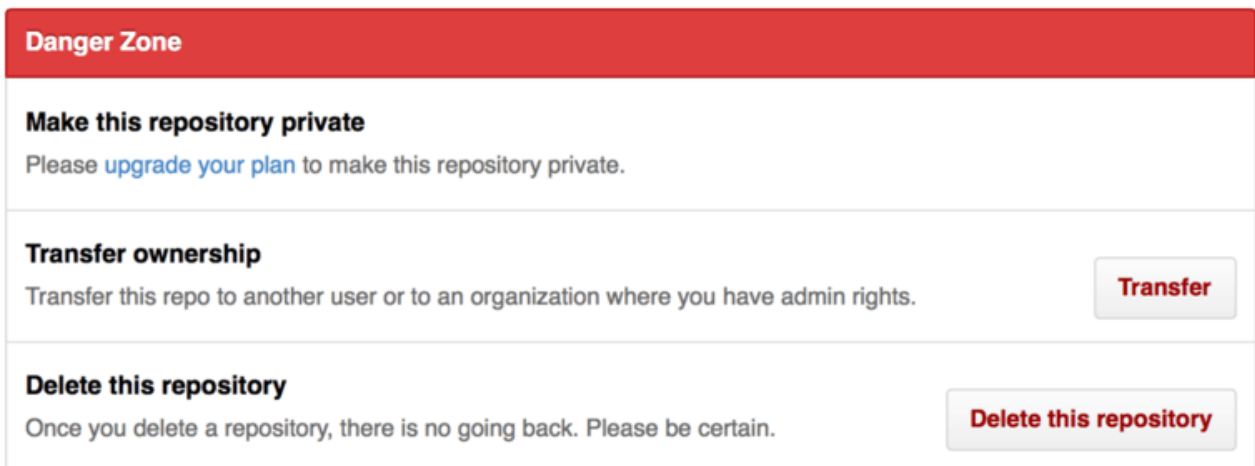 Danger Zone
Make this repository private
Please upgrade your plan to make this repository private.
Transfer ownership
Transfer this repo to another user or to an organization where you have admin rights.
Transfer
Delete this repository
Once you delete a repository, there is no going back. Please be certain.
Delete this repository